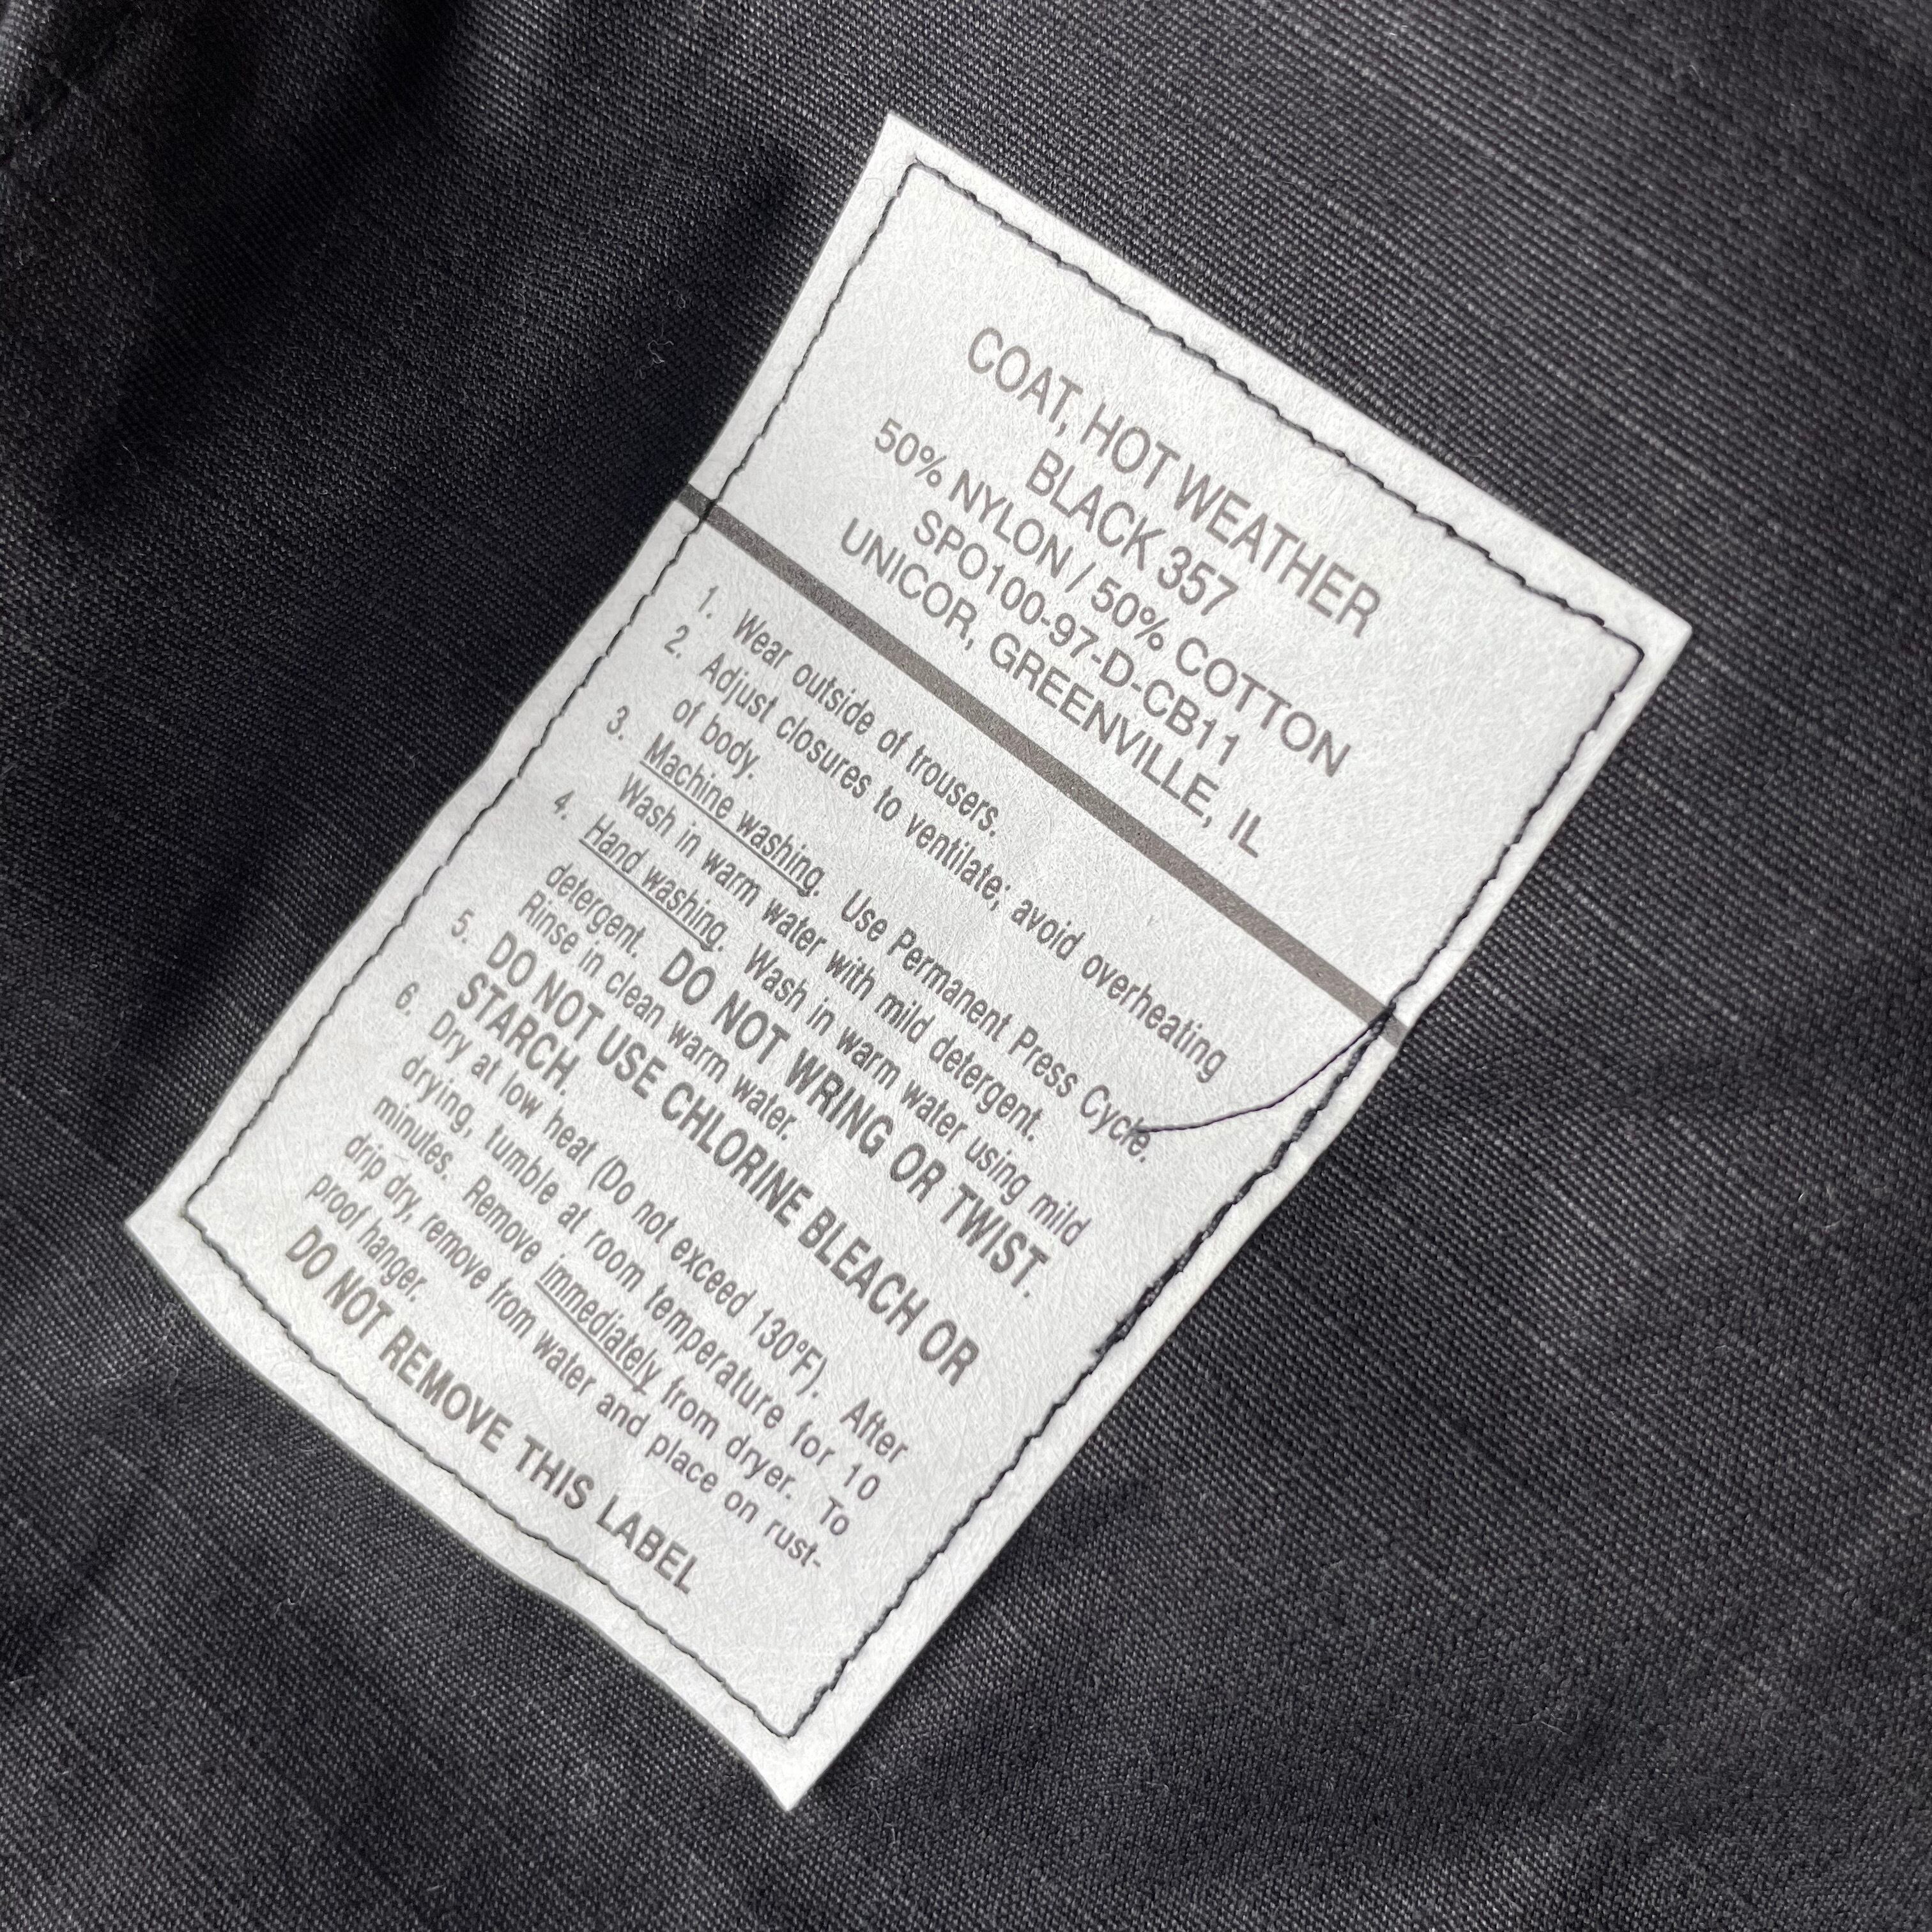 COAT, HOT WEATHER
BLACK 357
50% NYLON / 50% COTTON
SPO100-97-D-CB11
UNICOR, GREENVILLE, IL
1. Wear outside of trousers.
2. Adjust closures to ventilate; avoid overheating
of body.
3. Machine washing. Use Permanent Press Cycle.
Wash in warm water with mild detergent.
4. Hand washing. Wash in warm water using mild
detergent. DO NOT WRING OR TWIST.
Rinse in clean warm water.
5. DO NOT USE CHLORINE BLEACH OR
STARCH.
6. Dry at low heat (Do not exceed 130°F). After
drying, tumble at room temperature for 10
minutes. Remove immediately from dryer. To
drip dry, remove from water and place on rust-
proof hanger.
DO NOT REMOVE THIS LABEL